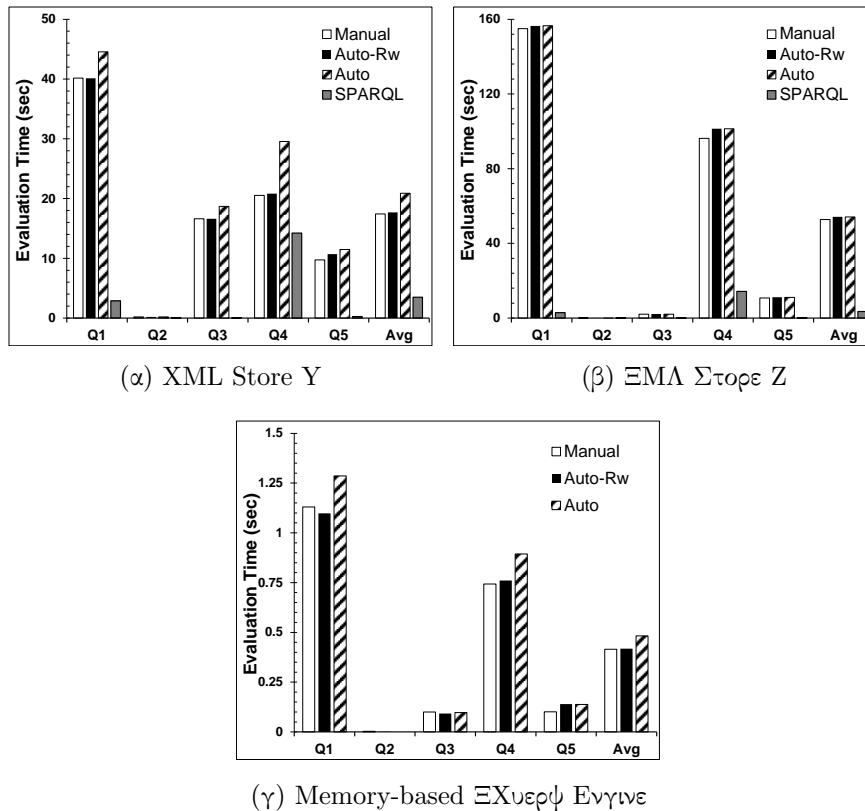 50
40
30
20
10
0
Evaluation Time (sec)
Manual
Auto-Rw
Auto
SPARQL
Q1 Q2 Q3 Q4 Q5 Avg
(α) XML Store Y
160
120
80
40
0
Evaluation Time (sec)
Manual
Auto-Rw
Auto
SPARQL
Q1 Q2 Q3 Q4 Q5 Avg
(β) ΞΜΛ Στορε Ζ
1.5
1.25
1
0.75
0.5
0.25
0
Evaluation Time (sec)
Manual
Auto-Rw
Auto
Q1 Q2 Q3 Q4 Q5 Avg
(γ) Memory-based ΞΧυερψ Ενγινε